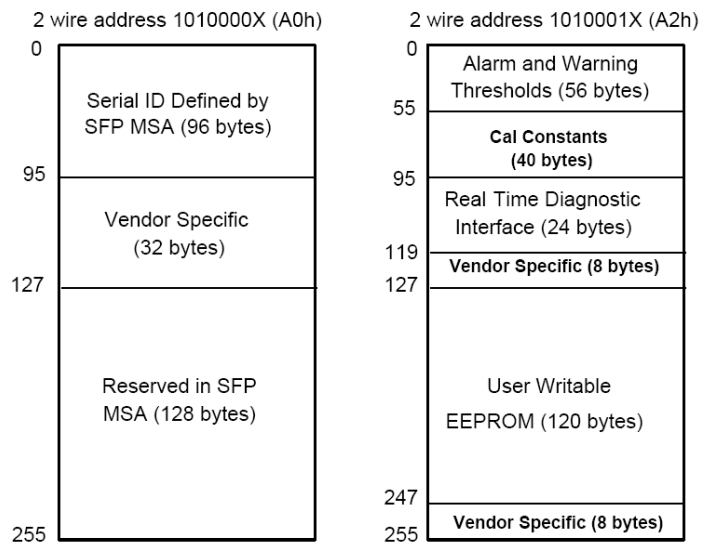 2 wire address 1010000X (A0h)
0
Serial ID Defined by
SFP MSA (96 bytes)
95
Vendor Specific
(32 bytes)
127
Reserved in SFP
MSA (128 bytes)
255
2 wire address 1010001X (A2h)
0
Alarm and Warning
Thresholds (56 bytes)
55
Cal Constants
(40 bytes)
95
Real Time Diagnostic
Interface (24 bytes)
119
Vendor Specific (8 bytes)
127
User Writable
EEPROM (120 bytes)
247
Vendor Specific (8 bytes)
255